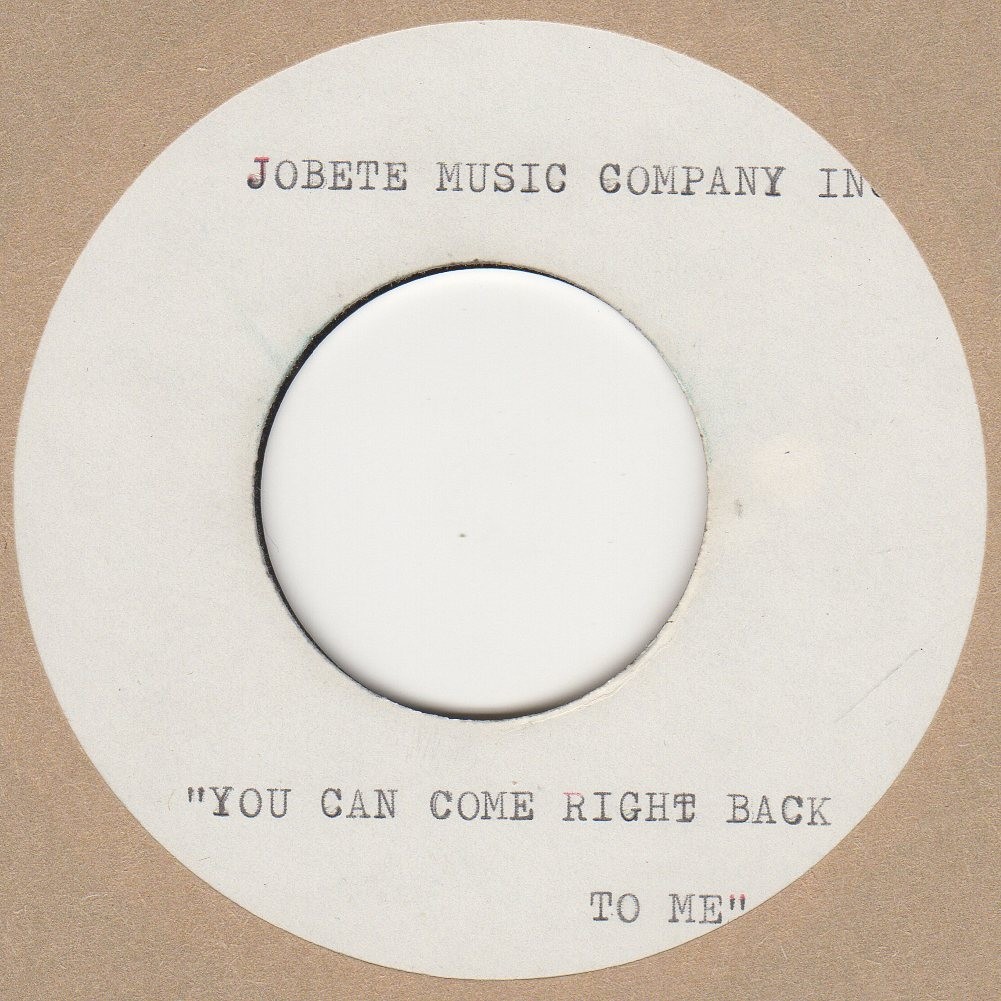 JOBETE MUSIC COMPANY INC
"YOU CAN COME RIGHT BACK
TO ME"